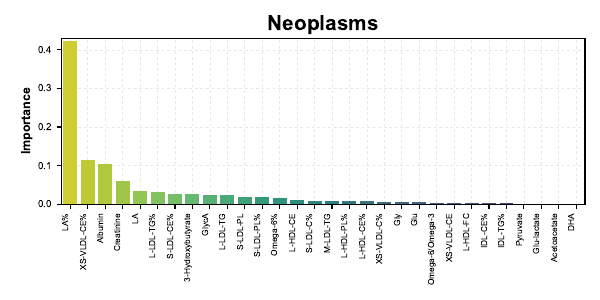 Neoplasms
Importance
0.4
0.3
0.2
0.1
0.0
LA%
XS-VLDL-CE%
Albumin
Creatinine
LA
L-LDL-TG%
S-LDL-CE%
3-Hydroxybutyrate
GlycA
L-LDL-TG
S-LDL-PL
S-LDL-PL%
Omega-6%
L-HDL-CE
S-LDL-C%
M-LDL-TG
L-HDL-PL%
L-HDL-CE%
XS-VLDL-C%
Gly
Glu
Omega-6/Omega-3
XS-VLDL-CE
L-HDL-FC
IDL-CE%
IDL-TG%
Pyruvate
Glu-lactate
Acetoacetate
DHA